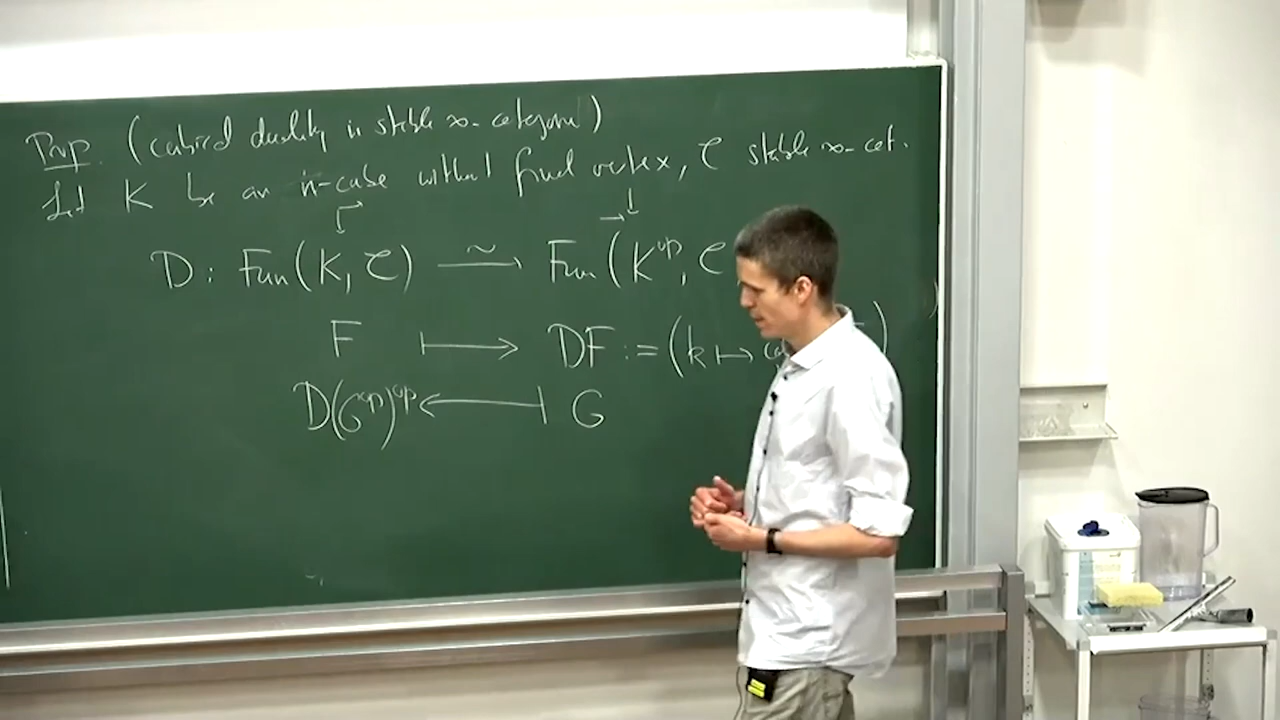 Prop. (cubical duality in stable ∞-categories)
Let K be an n-cube without final vertex, C stable ∞-cat.
D: Fun(K, C) →~ Fun(K^op, C
F ⟼ DF := (k ↦ )
D(G^op)^op ⟻ G